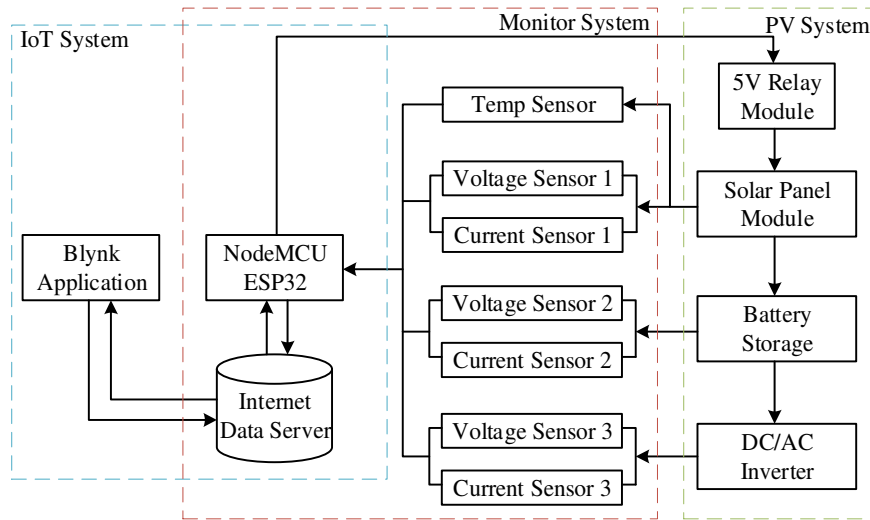 IoT System
Monitor System
PV System
5V Relay
Module
Temp Sensor
Voltage Sensor 1
Current Sensor 1
Solar Panel
Module
Blynk
Application
NodeMCU
ESP32
Voltage Sensor 2
Current Sensor 2
Battery
Storage
Internet
Data Server
Voltage Sensor 3
Current Sensor 3
DC/AC
Inverter